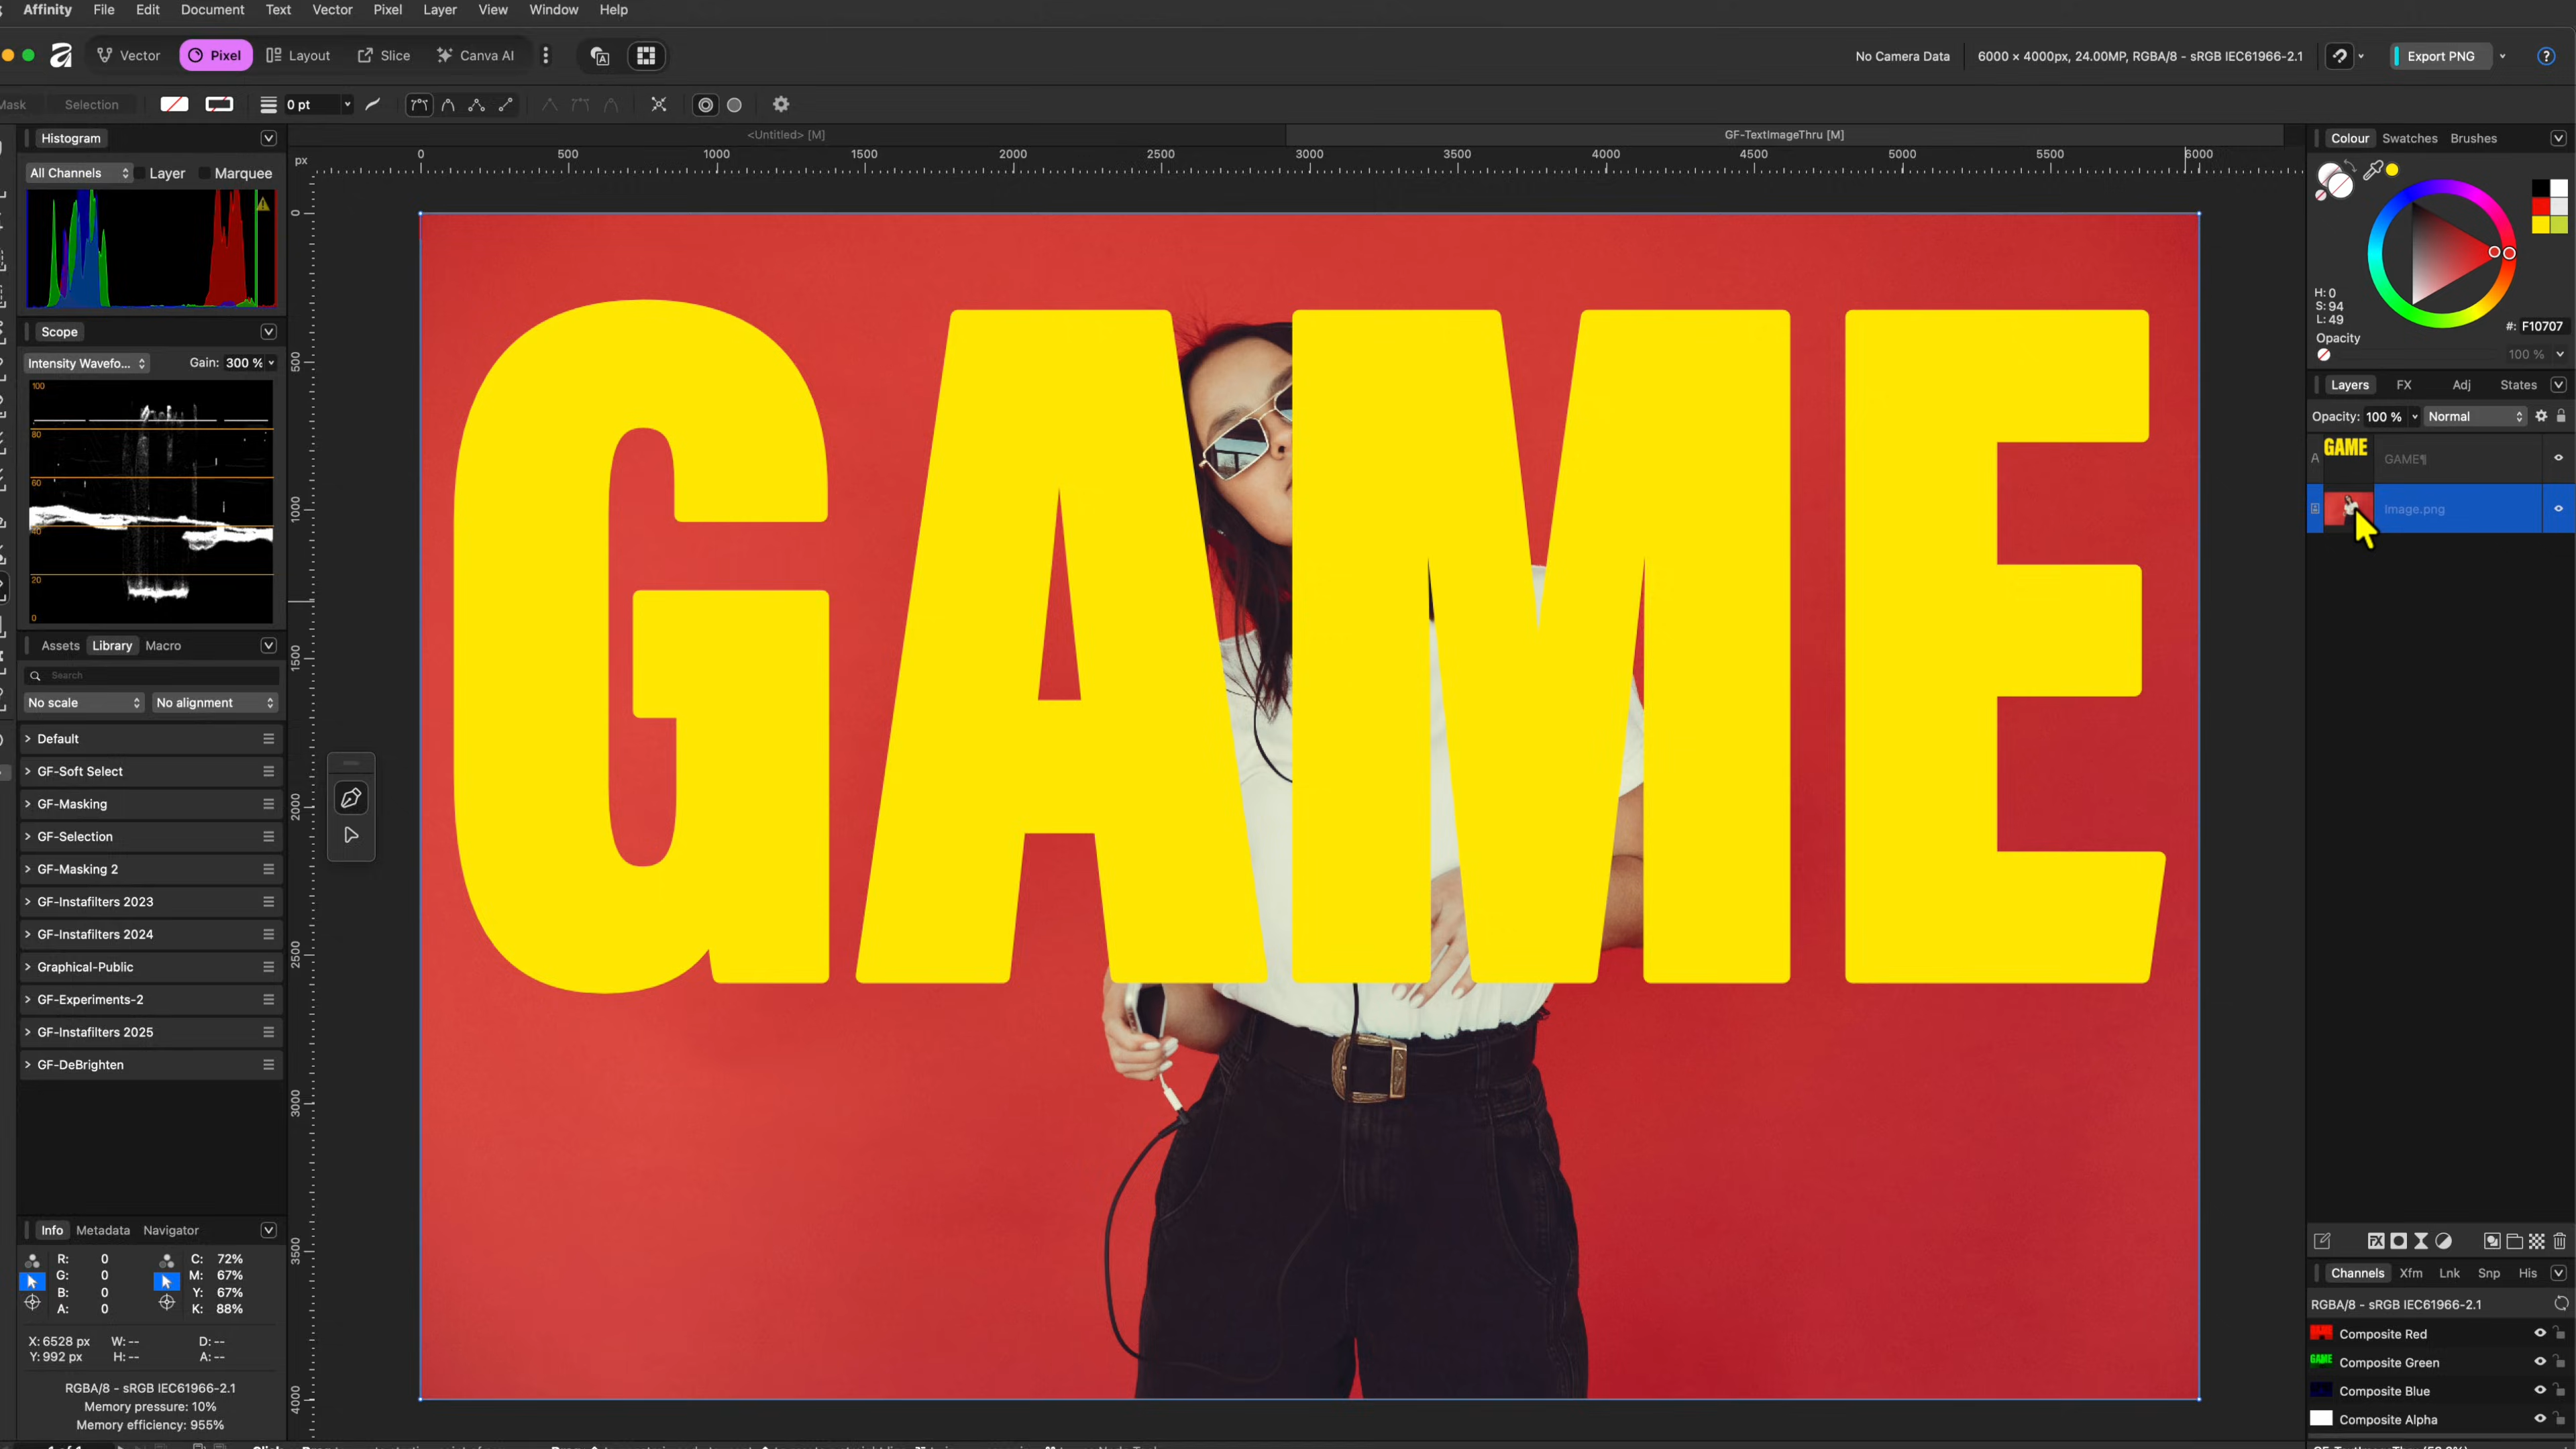 Affinity File Edit Document Text Vector Pixel Layer View Window Help
Vector Pixel Layout Slice Canva AI
No Camera Data 6000 × 4000px, 24.00MP, RGBA/8 - sRGB IEC61966-2.1 Export PNG
Mask Selection 0 pt
Histogram
All Channels Layer Marquee
Scope
Intensity Wavefo... Gain: 300 %
100
80
60
40
20
0
Assets Library Macro
Search
No scale No alignment
Default
GF-Soft Select
GF-Masking
GF-Selection
GF-Masking 2
GF-Instafilters 2023
GF-Instafilters 2024
Graphical-Public
GF-Experiments-2
GF-Instafilters 2025
GF-DeBrighten
Info Metadata Navigator
R: 0 C: 72%
G: 0 M: 67%
B: 0 Y: 67%
A: 0 K: 88%
X: 6528 px W: -- D: --
Y: 992 px H: -- A: --
RGBA/8 - sRGB IEC61966-2.1
Memory pressure: 10%
Memory efficiency: 955%
<Untitled> [M] GF-TextImageThru [M]
px 0 500 1000 1500 2000 2500 3000 3500 4000 4500 5000 5500 6000
0
500
1000
1500
2000
2500
3000
3500
4000
GAME
Colour Swatches Brushes
H: 0
S: 94
L: 49
#: F10707
Opacity
100 %
Layers FX Adj States
Opacity: 100 % Normal
A GAME GAME¶
Image.png
Channels Xfm Lnk Snp His
RGBA/8 - sRGB IEC61966-2.1
Composite Red
GAME Composite Green
Composite Blue
Composite Alpha